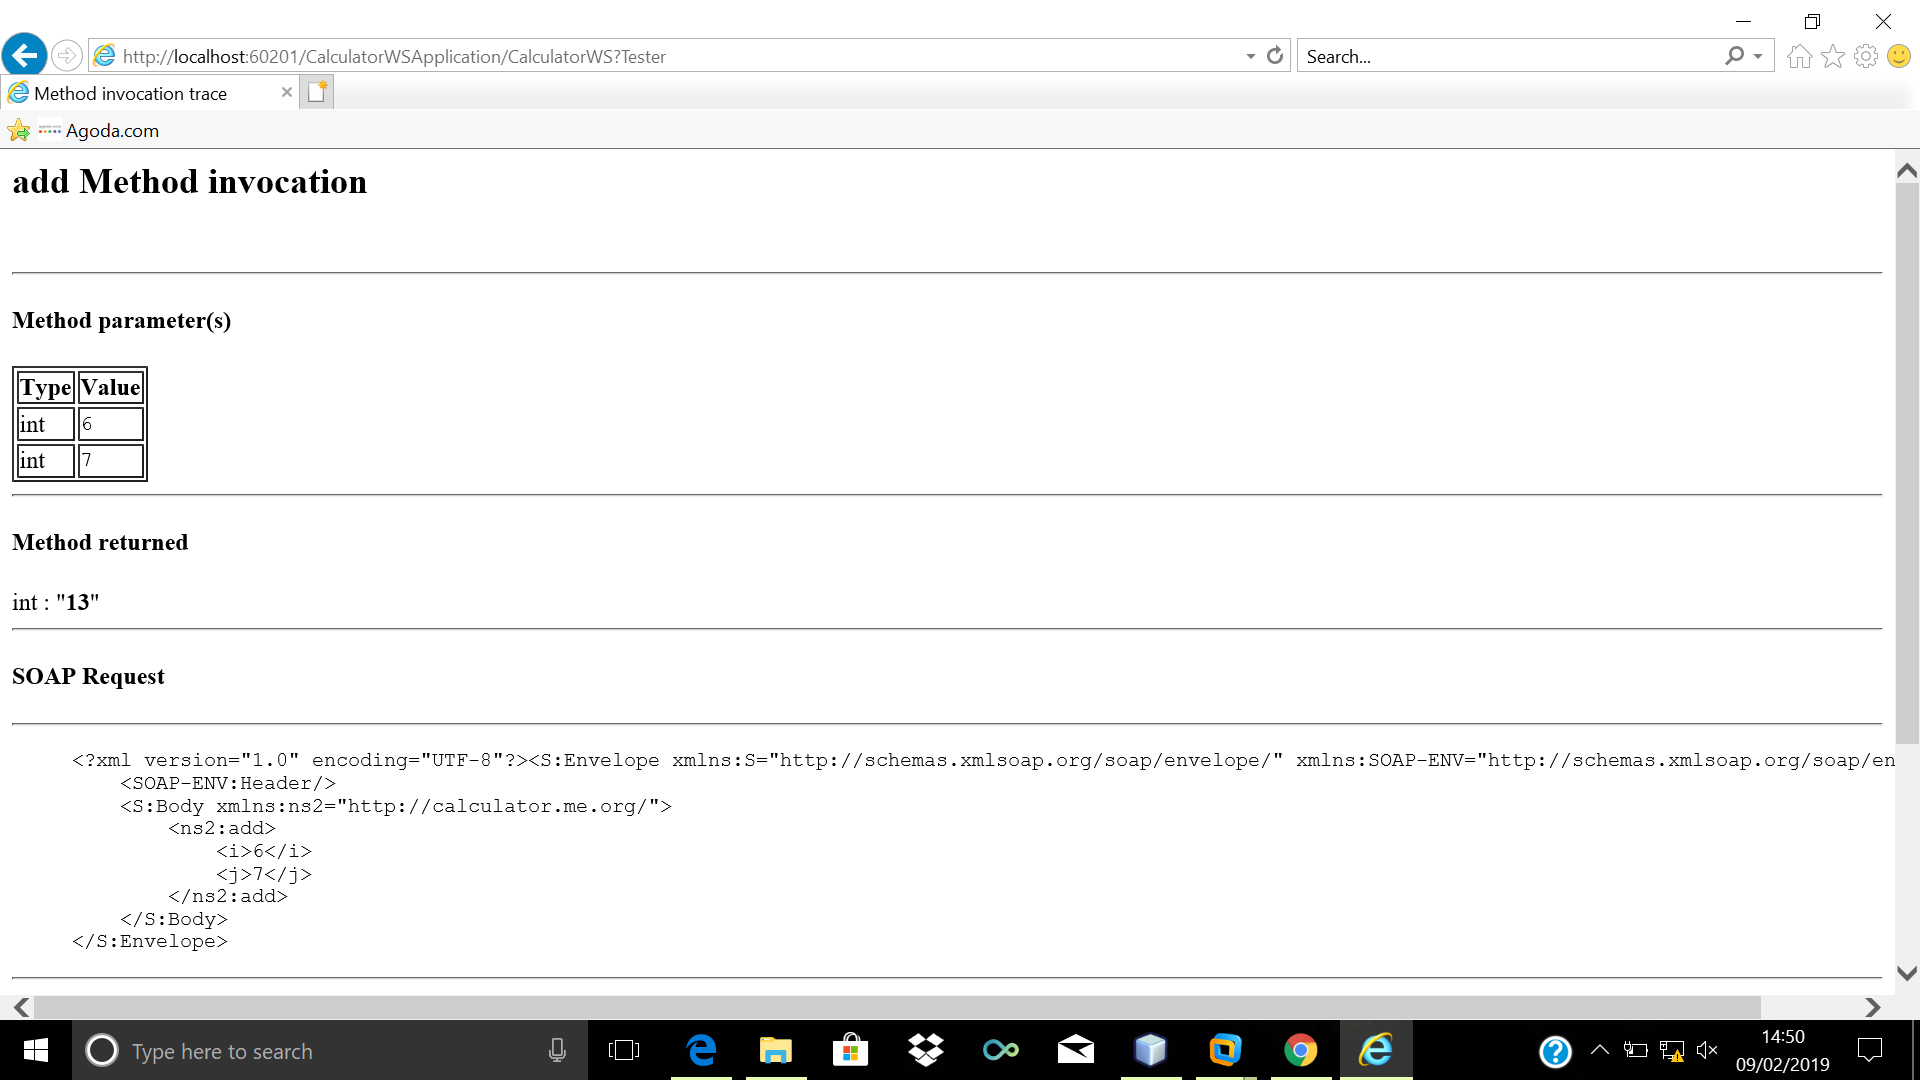 http://localhost:60201/CalculatorWSApplication/CalculatorWS?Tester
Search...
Method invocation trace
Agoda.com
add Method invocation
Method parameter(s)
Type Value
int 6
int 7
Method returned
int : "13"
SOAP Request
<?xml version="1.0" encoding="UTF-8"?><S:Envelope xmlns:S="http://schemas.xmlsoap.org/soap/envelope/" xmlns:SOAP-ENV="http://schemas.xmlsoap.org/soap/en
<SOAP-ENV:Header/>
<S:Body xmlns:ns2="http://calculator.me.org/">
<ns2:add>
<i>6</i>
<j>7</j>
</ns2:add>
</S:Body>
</S:Envelope>
Type here to search
14:50
09/02/2019